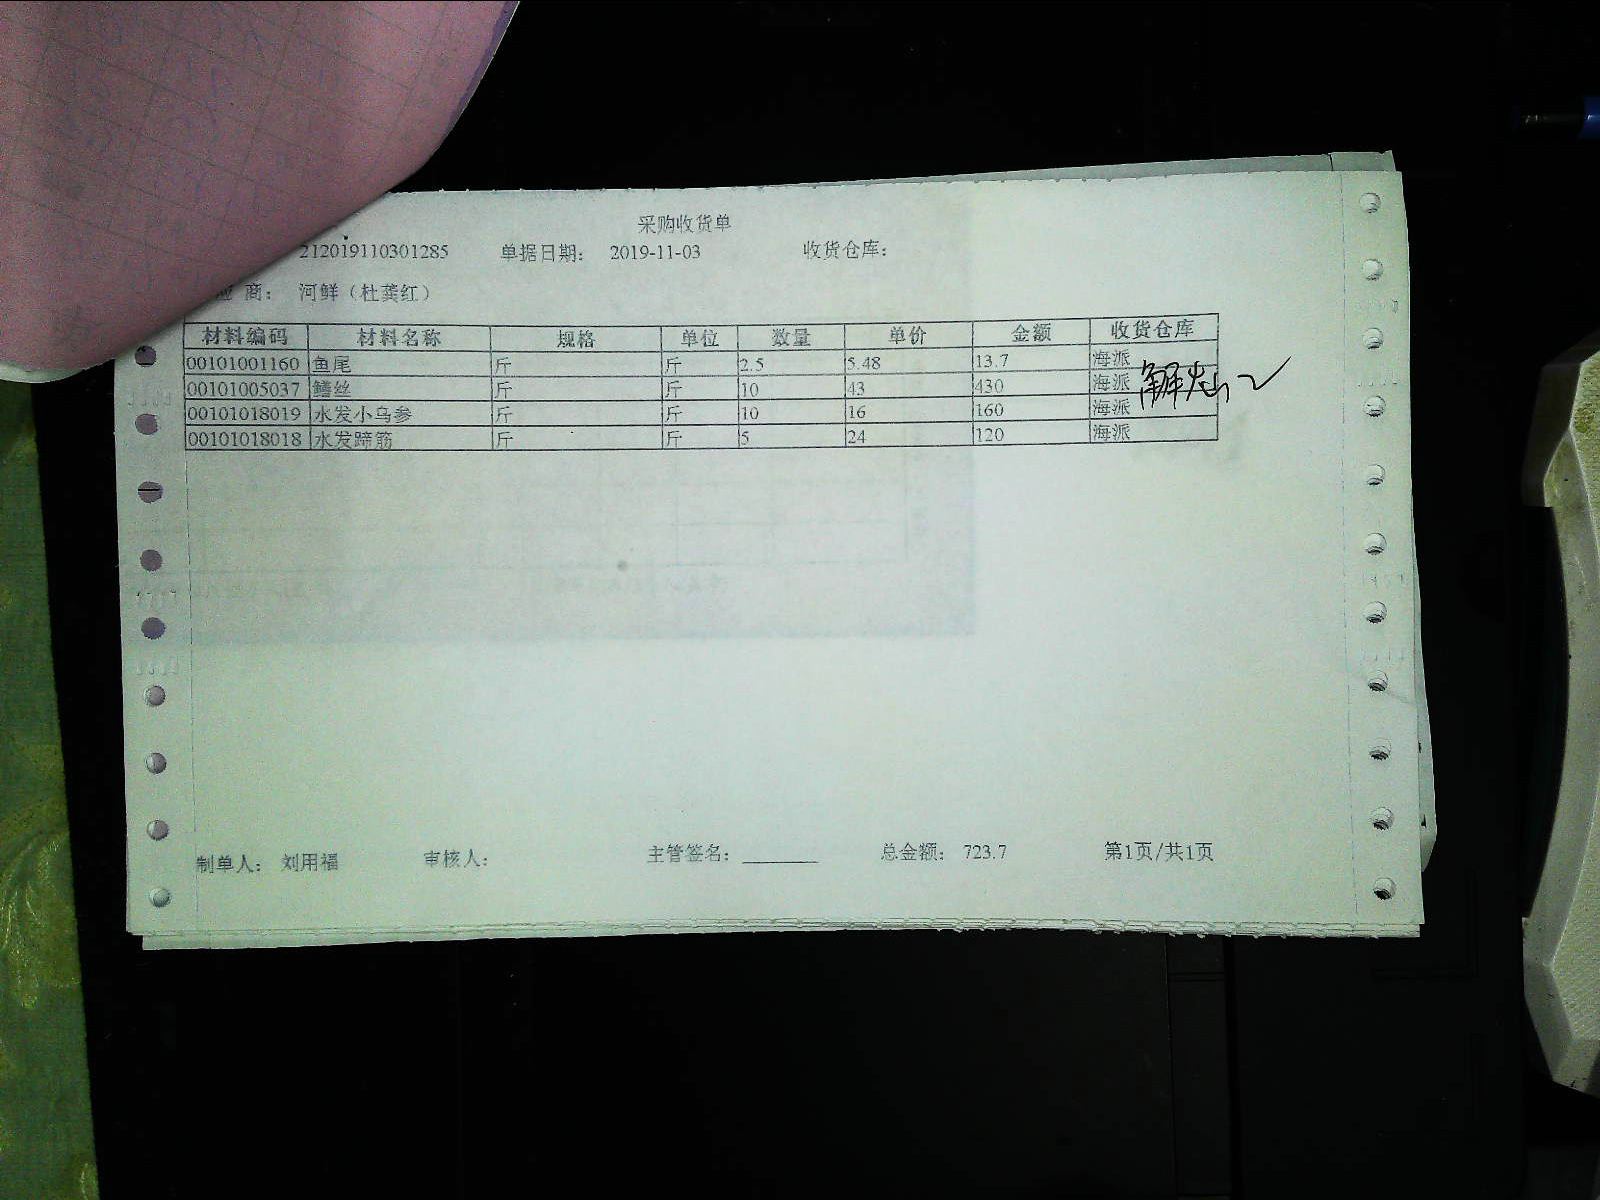 采购收货单
212019110301285 单据日期： 2019-11-03 收货仓库：
应 商： 河鲜（杜龚红）
材料编码 材料名称 规格 单位 数量 单价 金额 收货仓库
00101001160 鱼尾 斤 斤 2.5 5.48 13.7 海派
00101005037 鳝丝 斤 斤 10 43 430 海派
00101018019 水发小乌参 斤 斤 10 16 160 海派
00101018018 水发蹄筋 斤 斤 5 24 120 海派
制单人： 刘用福 审核人： 主管签名： 总金额： 723.7 第1页/共1页